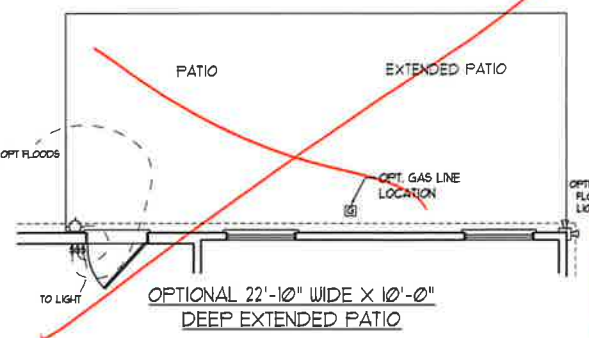 PATIO
EXTENDED PATIO
OPT FLOODS
OPT. GAS LINE
LOCATION
G
TO LIGHT
OPTIONAL 22'-10" WIDE X 10'-0"
DEEP EXTENDED PATIO